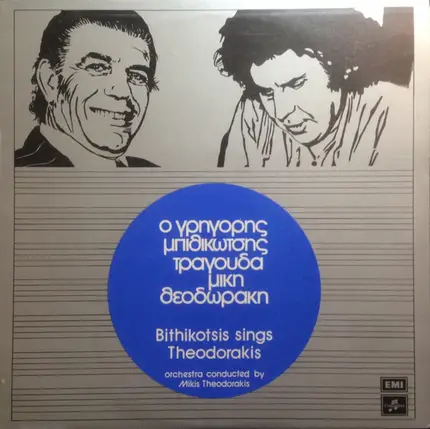 ο γρηγορης
μπιθικωτσης
τραγουδα
μικη
θεοδωρακη
Bithikotsis sings
Theodorakis
orchestra conducted by
Mikis Theodorakis
EMI